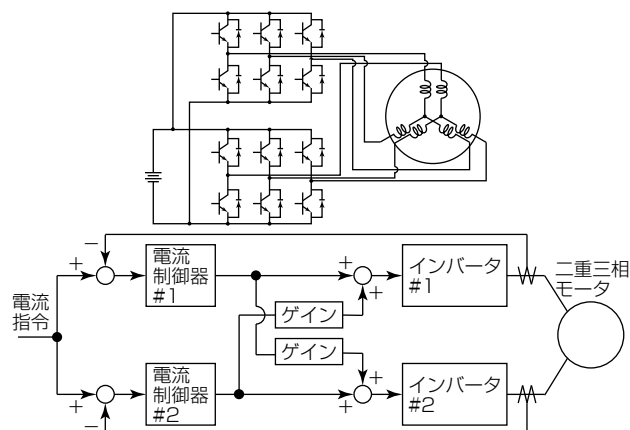 電流
指令
+
−
電流
制御器
#1
+
+
インバータ
#1
二重三相
モータ
ゲイン
ゲイン
+
−
電流
制御器
#2
+
+
インバータ
#2